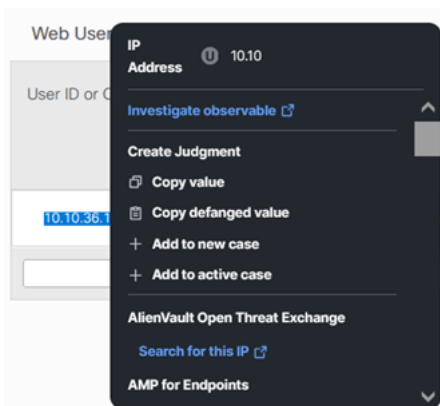 Web User
User ID or C
10.10.36.1
IP Address
U
10.10
Investigate observable
Create Judgment
Copy value
Copy defanged value
Add to new case
Add to active case
AlienVault Open Threat Exchange
Search for this IP
AMP for Endpoints